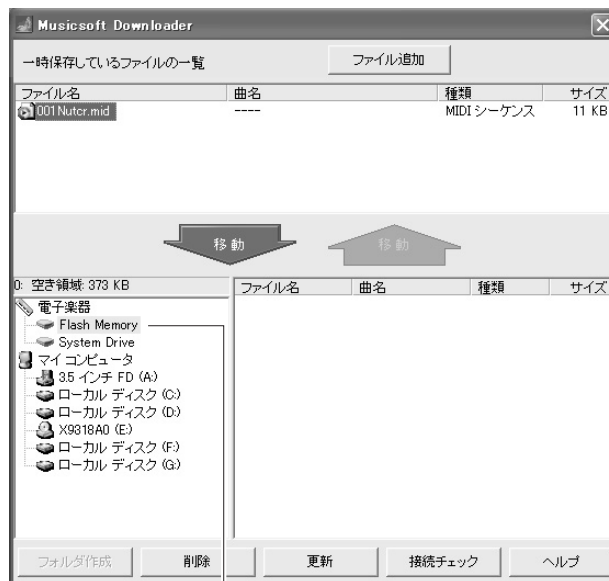 Musicsoft Downloader
一時保存しているファイルの一覧 ファイル追加
ファイル名 曲名 種類 サイズ
001Nutcr.mid ---- MIDI シーケンス 11 KB
移動 移動
0: 空き領域: 373 KB
ファイル名 曲名 種類 サイズ
電子楽器
Flash Memory
System Drive
マイ コンピュータ
3.5 インチ FD (A:)
ローカル ディスク (C:)
ローカル ディスク (D:)
X9318A0 (E:)
ローカル ディスク (F:)
ローカル ディスク (G:)
フォルダ作成 削除 更新 接続チェック ヘルプ